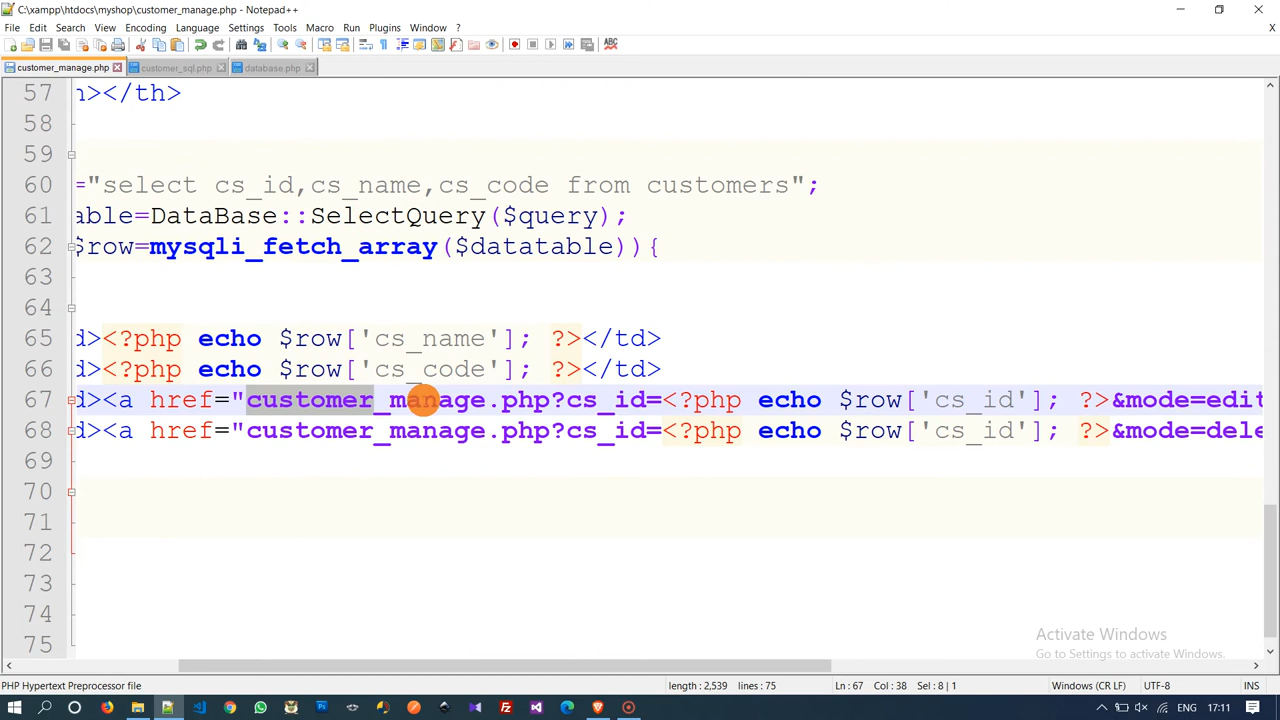 C:\xampp\htdocs\myshop\customer_manage.php - Notepad++
File Edit Search View Encoding Language Settings Tools Macro Run Plugins Window ? X
customer_manage.php customer_sql.php database.php
57 n></th>
58
59
60 ="select cs_id,cs_name,cs_code from customers";
61 able=DataBase::SelectQuery($query);
62 $row=mysqli_fetch_array($datatable)){
63
64
65 d><?php echo $row['cs_name']; ?></td>
66 d><?php echo $row['cs_code']; ?></td>
67 d><a href="customer_manage.php?cs_id=<?php echo $row['cs_id']; ?>&mode=edit
68 d><a href="customer_manage.php?cs_id=<?php echo $row['cs_id']; ?>&mode=dele
69
70
71
72
73
74
75
Activate Windows
Go to Settings to activate Windows.
PHP Hypertext Preprocessor file length : 2,539 lines : 75 Ln : 67 Col : 38 Sel : 8 | 1 Windows (CR LF) UTF-8 INS
ENG 17:11